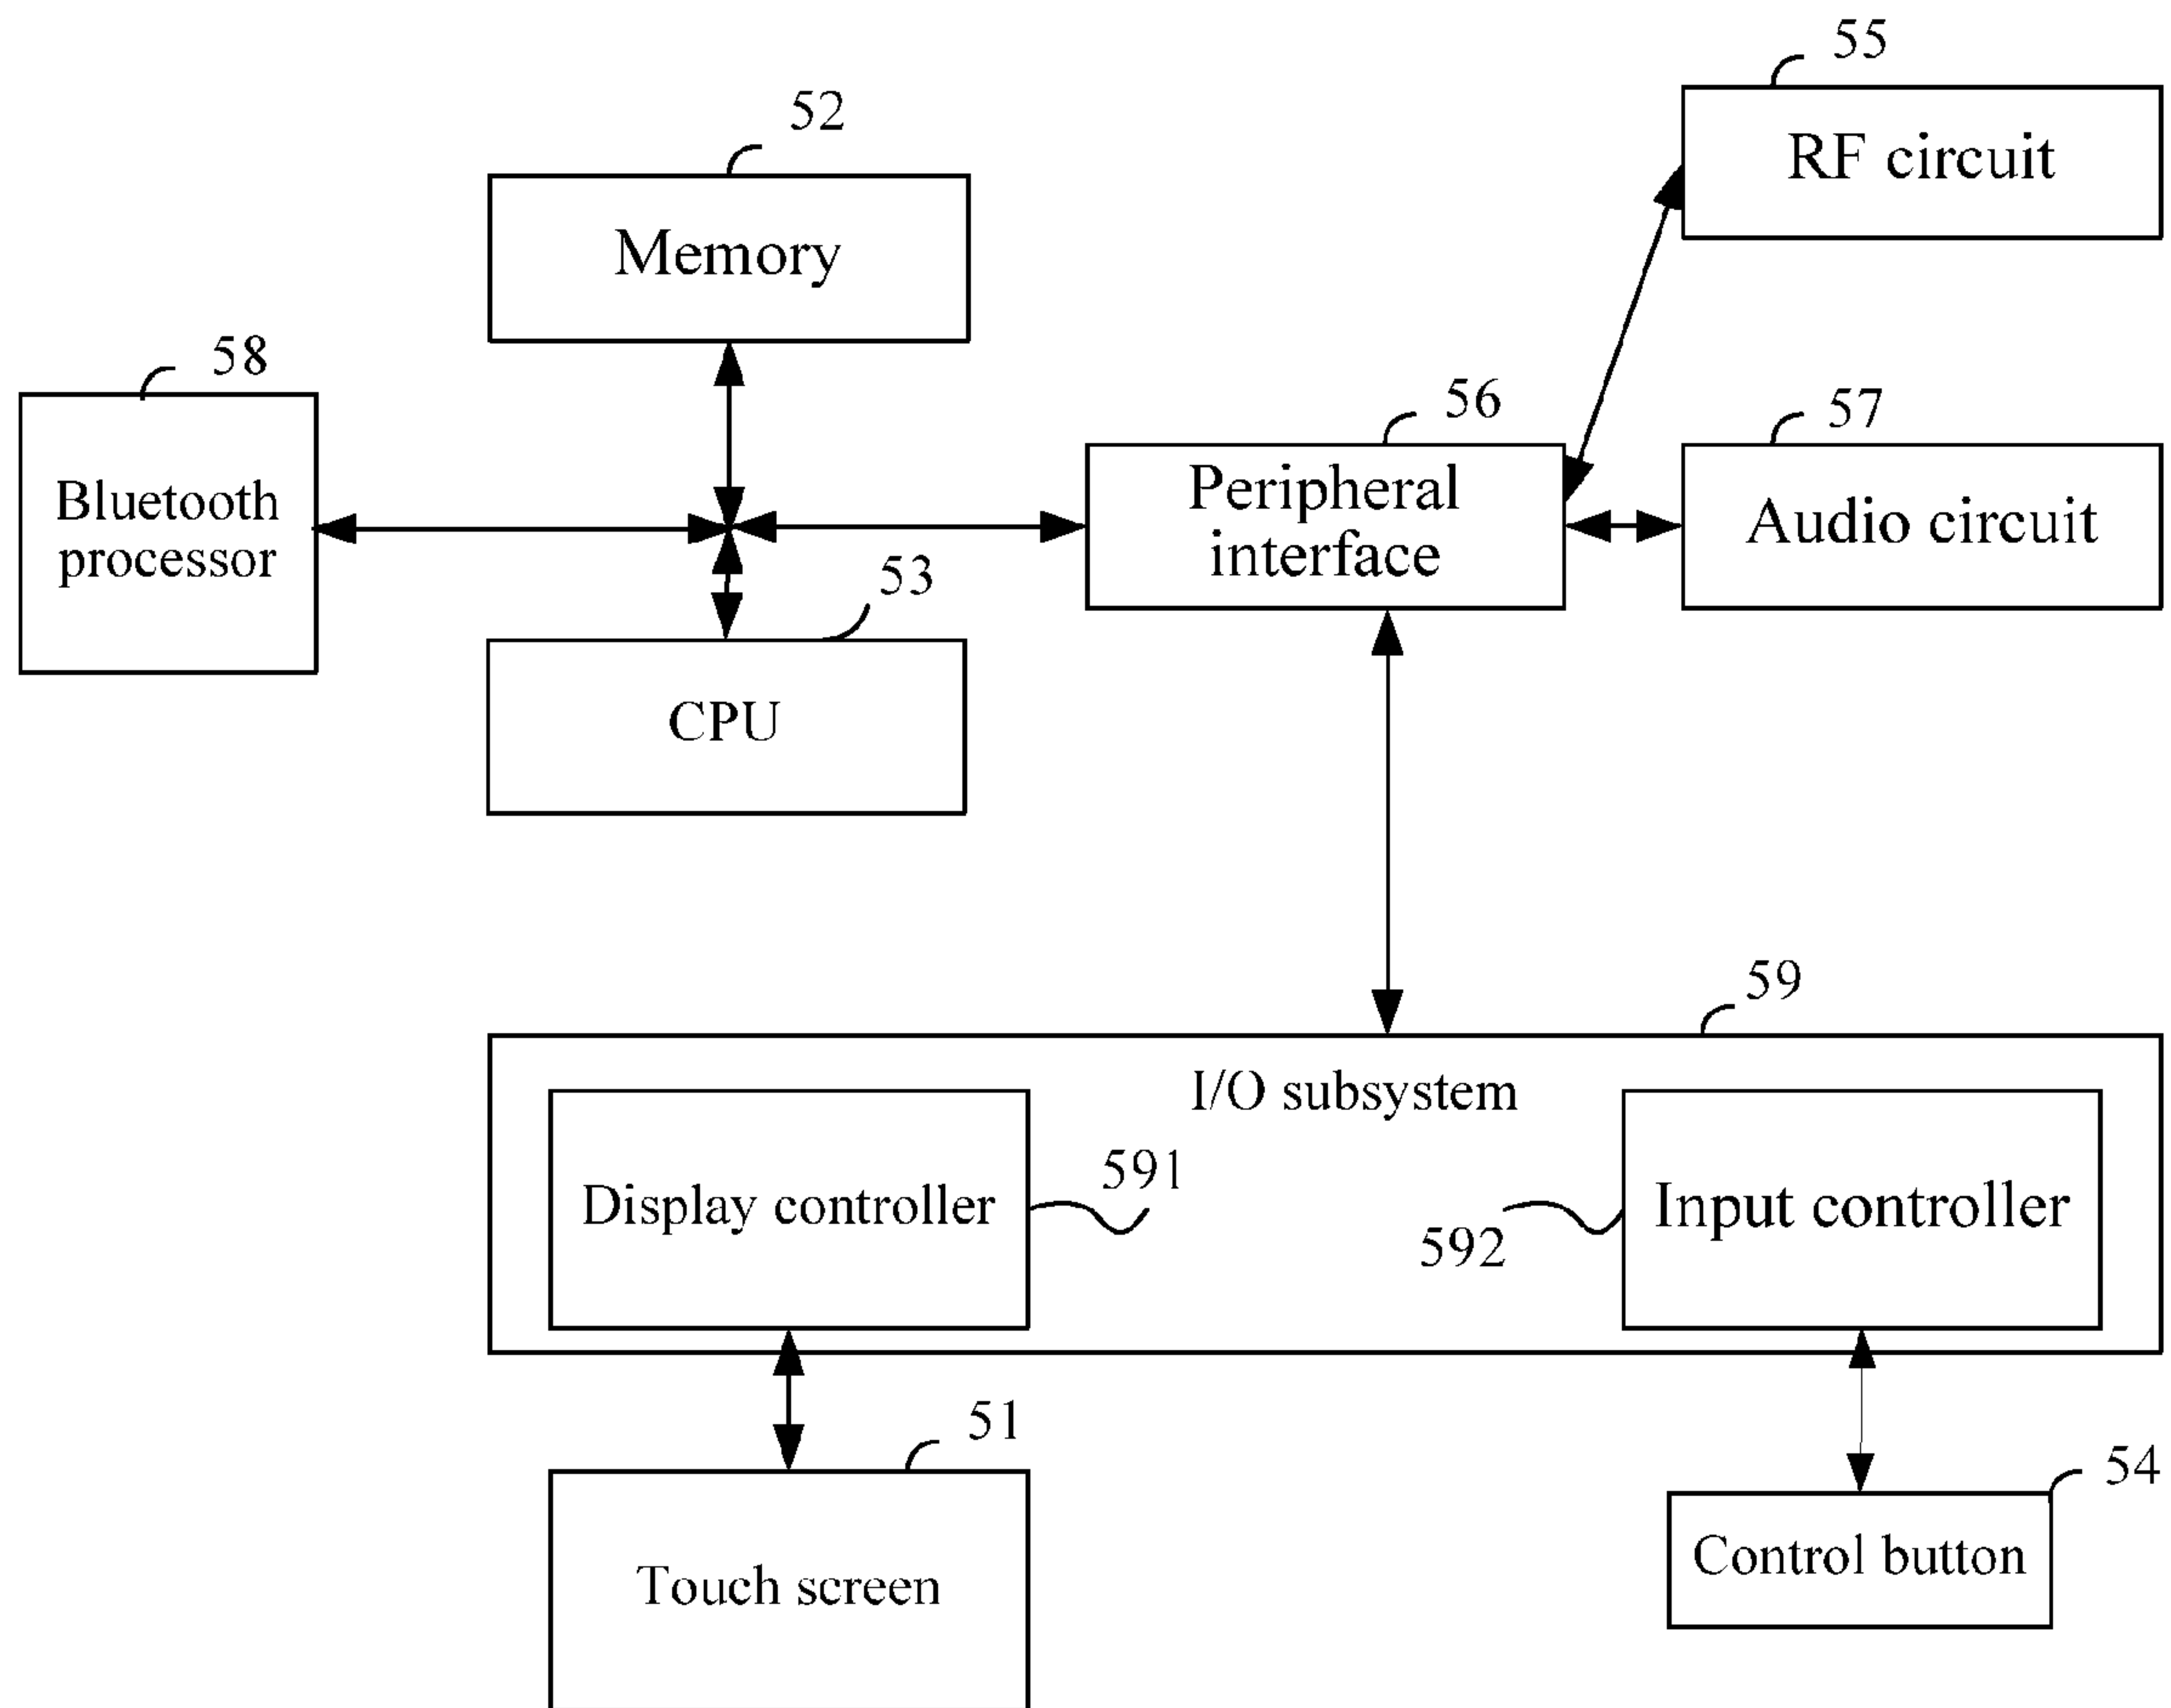 55
RF circuit
52
Memory
58
Bluetooth
processor
56
Peripheral
interface
57
Audio circuit
53
CPU
59
I/O subsystem
Display controller
591
592
Input controller
51
Touch screen
54
Control button